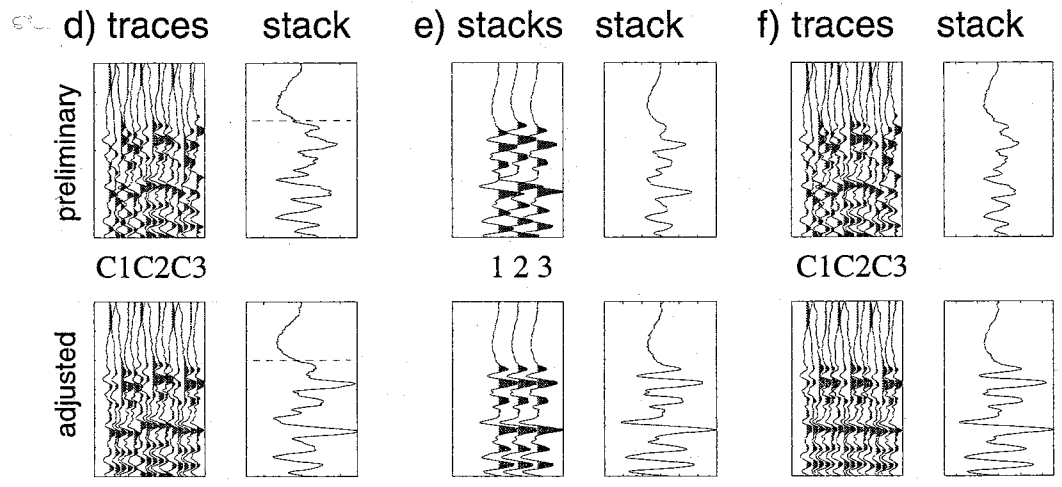 d) traces stack e) stacks stack f) traces stack
preliminary
C1C2C3 1 2 3 C1C2C3
adjusted